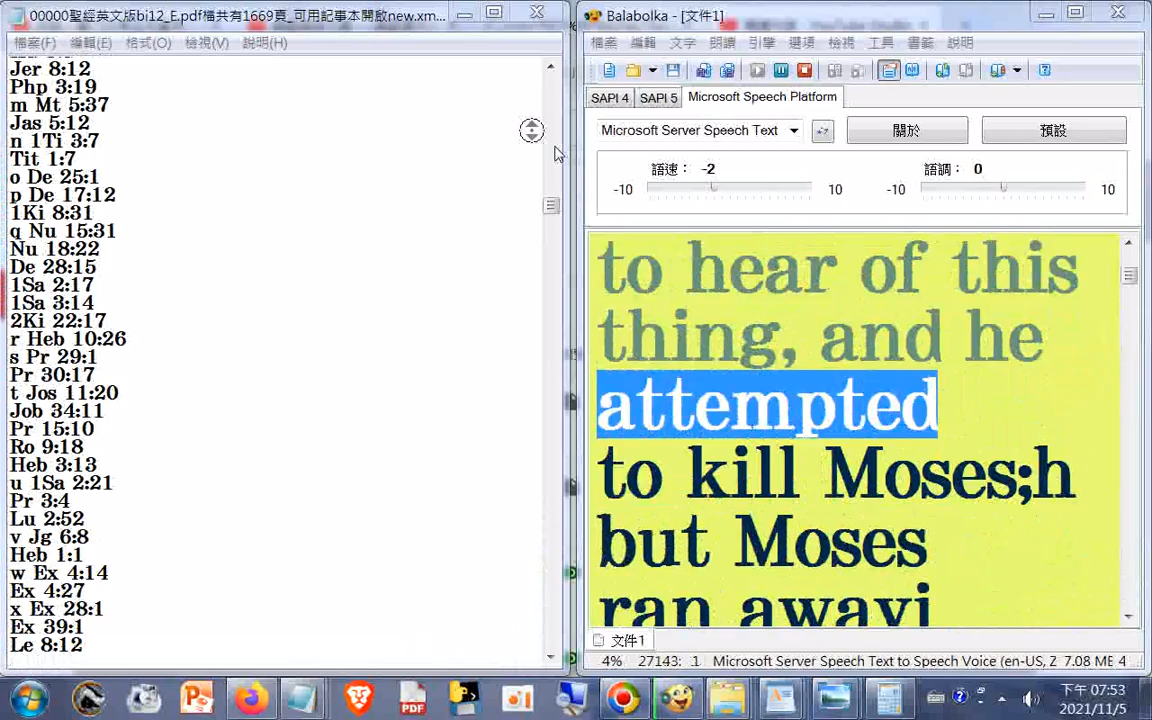 00000聖經英文版bi12_E.pdf檔共有1669頁_可用記事本開啟new.xm...
檔案(F) 編輯(E) 格式(O) 檢視(V) 說明(H)
Jer 8:12
Php 3:19
m Mt 5:37
Jas 5:12
n 1Ti 3:7
Tit 1:7
o De 25:1
p De 17:12
1Ki 8:31
q Nu 15:31
Nu 18:22
De 28:15
1Sa 2:17
1Sa 3:14
2Ki 22:17
r Heb 10:26
s Pr 29:1
Pr 30:17
t Jos 11:20
Job 34:11
Pr 15:10
Ro 9:18
Heb 3:13
u 1Sa 2:21
Pr 3:4
Lu 2:52
v Jg 6:8
Heb 1:1
w Ex 4:14
Ex 4:27
x Ex 28:1
Ex 39:1
Le 8:12
Balabolka - [文件1]
檔案 編輯 文字 朗讀 引擎 選項 檢視 工具 書籤 說明
SAPI 4 SAPI 5 Microsoft Speech Platform
Microsoft Server Speech Text 關於 預設
語速： -2 語調： 0
-10 10 -10 10
to hear of this
thing, and he
attempted
to kill Moses;h
but Moses
ran awayi
文件1
4% 27143: 1 Microsoft Server Speech Text to Speech Voice (en-US, Z 7.08 ME 4
PDF
下午 07:53
2021/11/5